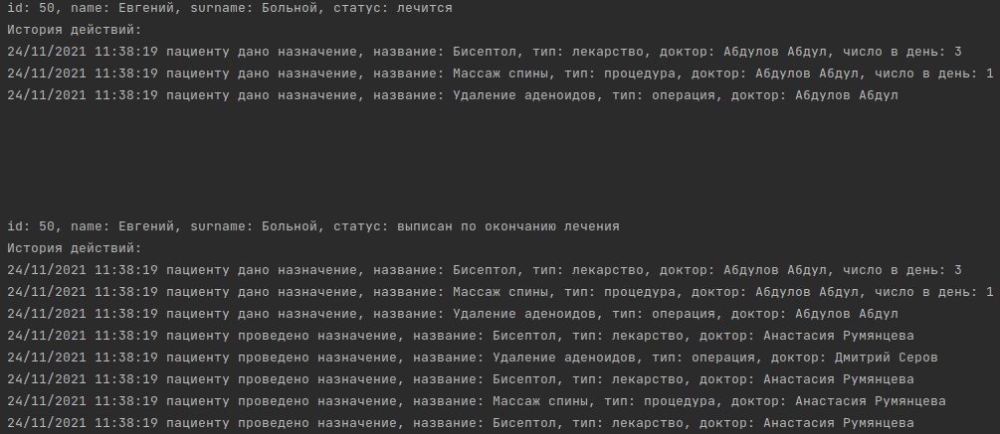 id: 50, name: Евгений, surname: Больной, статус: лечится
История действий:
24/11/2021 11:38:19 пациенту дано назначение, название: Бисептол, тип: лекарство, доктор: Абдулов Абдул, число в день: 3
24/11/2021 11:38:19 пациенту дано назначение, название: Массаж спины, тип: процедура, доктор: Абдулов Абдул, число в день: 1
24/11/2021 11:38:19 пациенту дано назначение, название: Удаление аденоидов, тип: операция, доктор: Абдулов Абдул
id: 50, name: Евгений, surname: Больной, статус: выписан по окончанию лечения
История действий:
24/11/2021 11:38:19 пациенту дано назначение, название: Бисептол, тип: лекарство, доктор: Абдулов Абдул, число в день: 3
24/11/2021 11:38:19 пациенту дано назначение, название: Массаж спины, тип: процедура, доктор: Абдулов Абдул, число в день: 1
24/11/2021 11:38:19 пациенту дано назначение, название: Удаление аденоидов, тип: операция, доктор: Абдулов Абдул
24/11/2021 11:38:19 пациенту проведено назначение, название: Бисептол, тип: лекарство, доктор: Анастасия Румянцева
24/11/2021 11:38:19 пациенту проведено назначение, название: Удаление аденоидов, тип: операция, доктор: Дмитрий Серов
24/11/2021 11:38:19 пациенту проведено назначение, название: Бисептол, тип: лекарство, доктор: Анастасия Румянцева
24/11/2021 11:38:19 пациенту проведено назначение, название: Массаж спины, тип: процедура, доктор: Анастасия Румянцева
24/11/2021 11:38:19 пациенту проведено назначение, название: Бисептол, тип: лекарство, доктор: Анастасия Румянцева